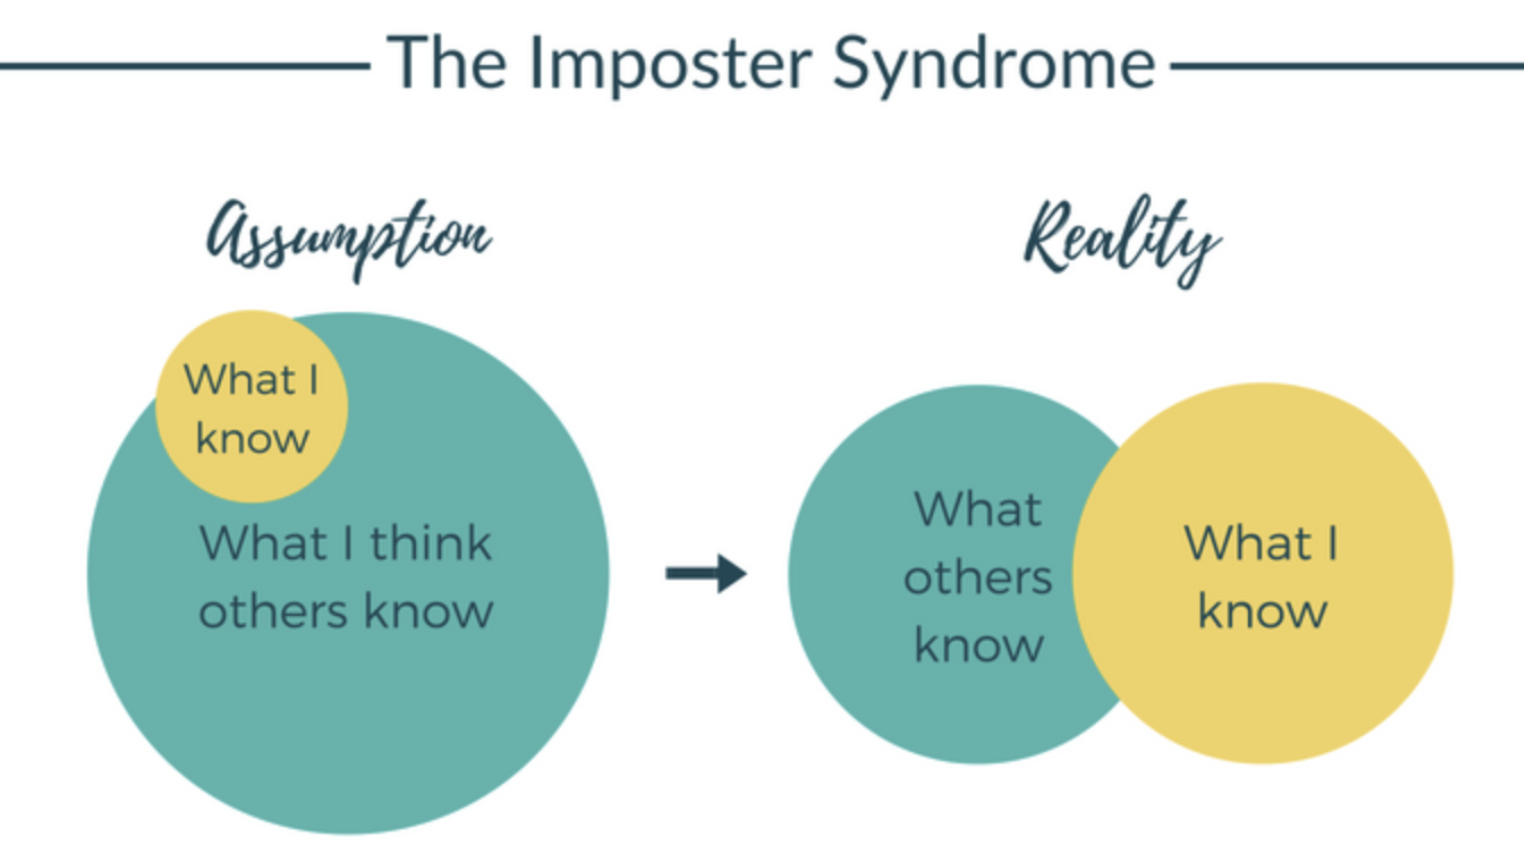 The Imposter Syndrome
Assumption
What I
know
What I think
others know
Reality
What
others
know
What I
know